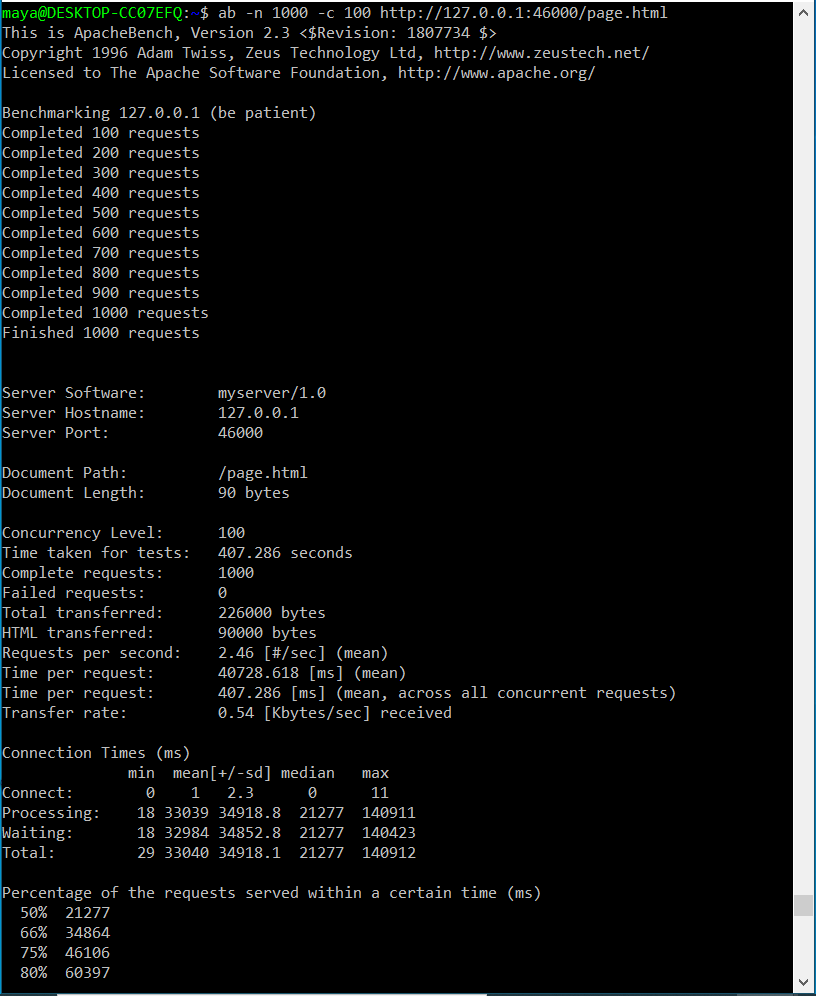 maya@DESKTOP-CC07EFQ:~$ ab -n 1000 -c 100 http://127.0.0.1:46000/page.html
This is ApacheBench, Version 2.3 <$Revision: 1807734 $>
Copyright 1996 Adam Twiss, Zeus Technology Ltd, http://www.zeustech.net/
Licensed to The Apache Software Foundation, http://www.apache.org/

Benchmarking 127.0.0.1 (be patient)
Completed 100 requests
Completed 200 requests
Completed 300 requests
Completed 400 requests
Completed 500 requests
Completed 600 requests
Completed 700 requests
Completed 800 requests
Completed 900 requests
Completed 1000 requests
Finished 1000 requests


Server Software:        myserver/1.0
Server Hostname:        127.0.0.1
Server Port:            46000

Document Path:          /page.html
Document Length:        90 bytes

Concurrency Level:      100
Time taken for tests:   407.286 seconds
Complete requests:      1000
Failed requests:        0
Total transferred:      226000 bytes
HTML transferred:       90000 bytes
Requests per second:    2.46 [#/sec] (mean)
Time per request:       40728.618 [ms] (mean)
Time per request:       407.286 [ms] (mean, across all concurrent requests)
Transfer rate:          0.54 [Kbytes/sec] received

Connection Times (ms)
              min  mean[+/-sd] median   max
Connect:        0    1   2.3      0      11
Processing:    18 33039 34918.8  21277  140911
Waiting:       18 32984 34852.8  21277  140423
Total:         29 33040 34918.1  21277  140912

Percentage of the requests served within a certain time (ms)
  50%  21277
  66%  34864
  75%  46106
  80%  60397